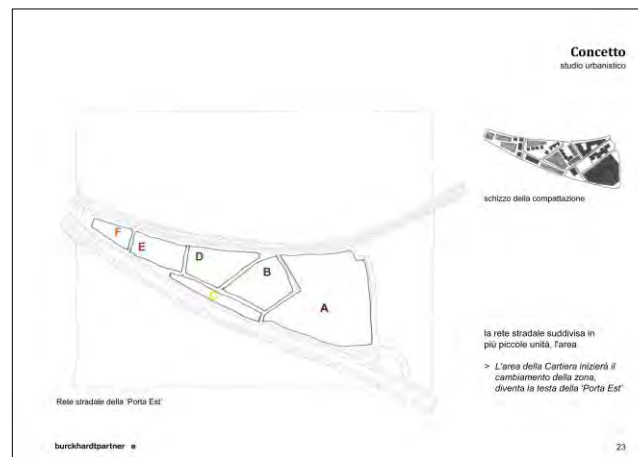 Concetto
studio urbanistico
schizzo della compattazione
F
E
D
B
C
A
la rete stradale suddivisa in
più piccole unità, l'area
> L'area della Cartiera inizierà il
cambiamento della zona,
diventa la testa della 'Porta Est'
Rete stradale della 'Porta Est'
burckhardtpartner
23